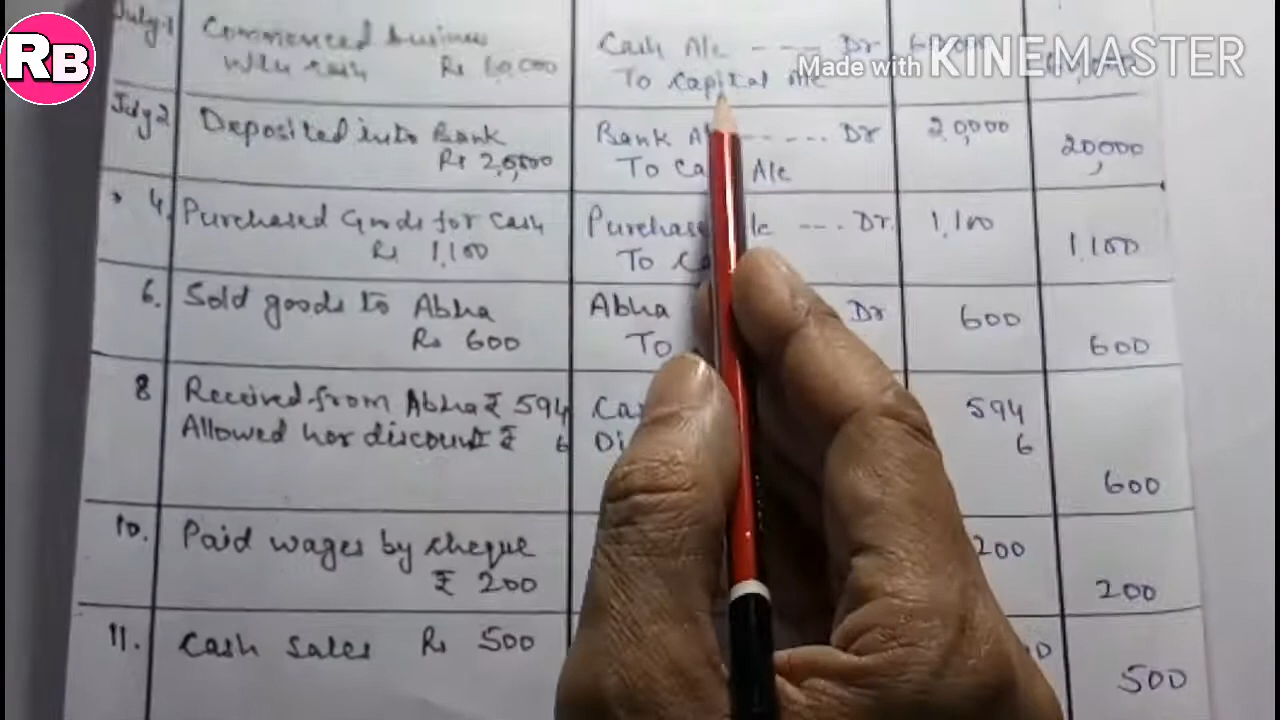 RB
Made with KINEMASTER
July 1 Commenced business Cash A/c --- Dr
with cash Rs 60,000 To Capital A/c
July 2 Deposited into Bank Bank A/c ----- Dr 20,000
Rs 20,000 To A/c 20,000
4. Purchased Goods for Cash Purchase A/c --- Dr. 1,100
Rs 1,100 To 1,100
6. Sold goods to Abha Abha Dr 600
Rs 600 To 600
8 Received from Abha ₹ 594 594
Allowed her discount ₹ 6 6
600
10. Paid wages by cheque 200
₹ 200 200
11. Cash Sales Rs 500
500